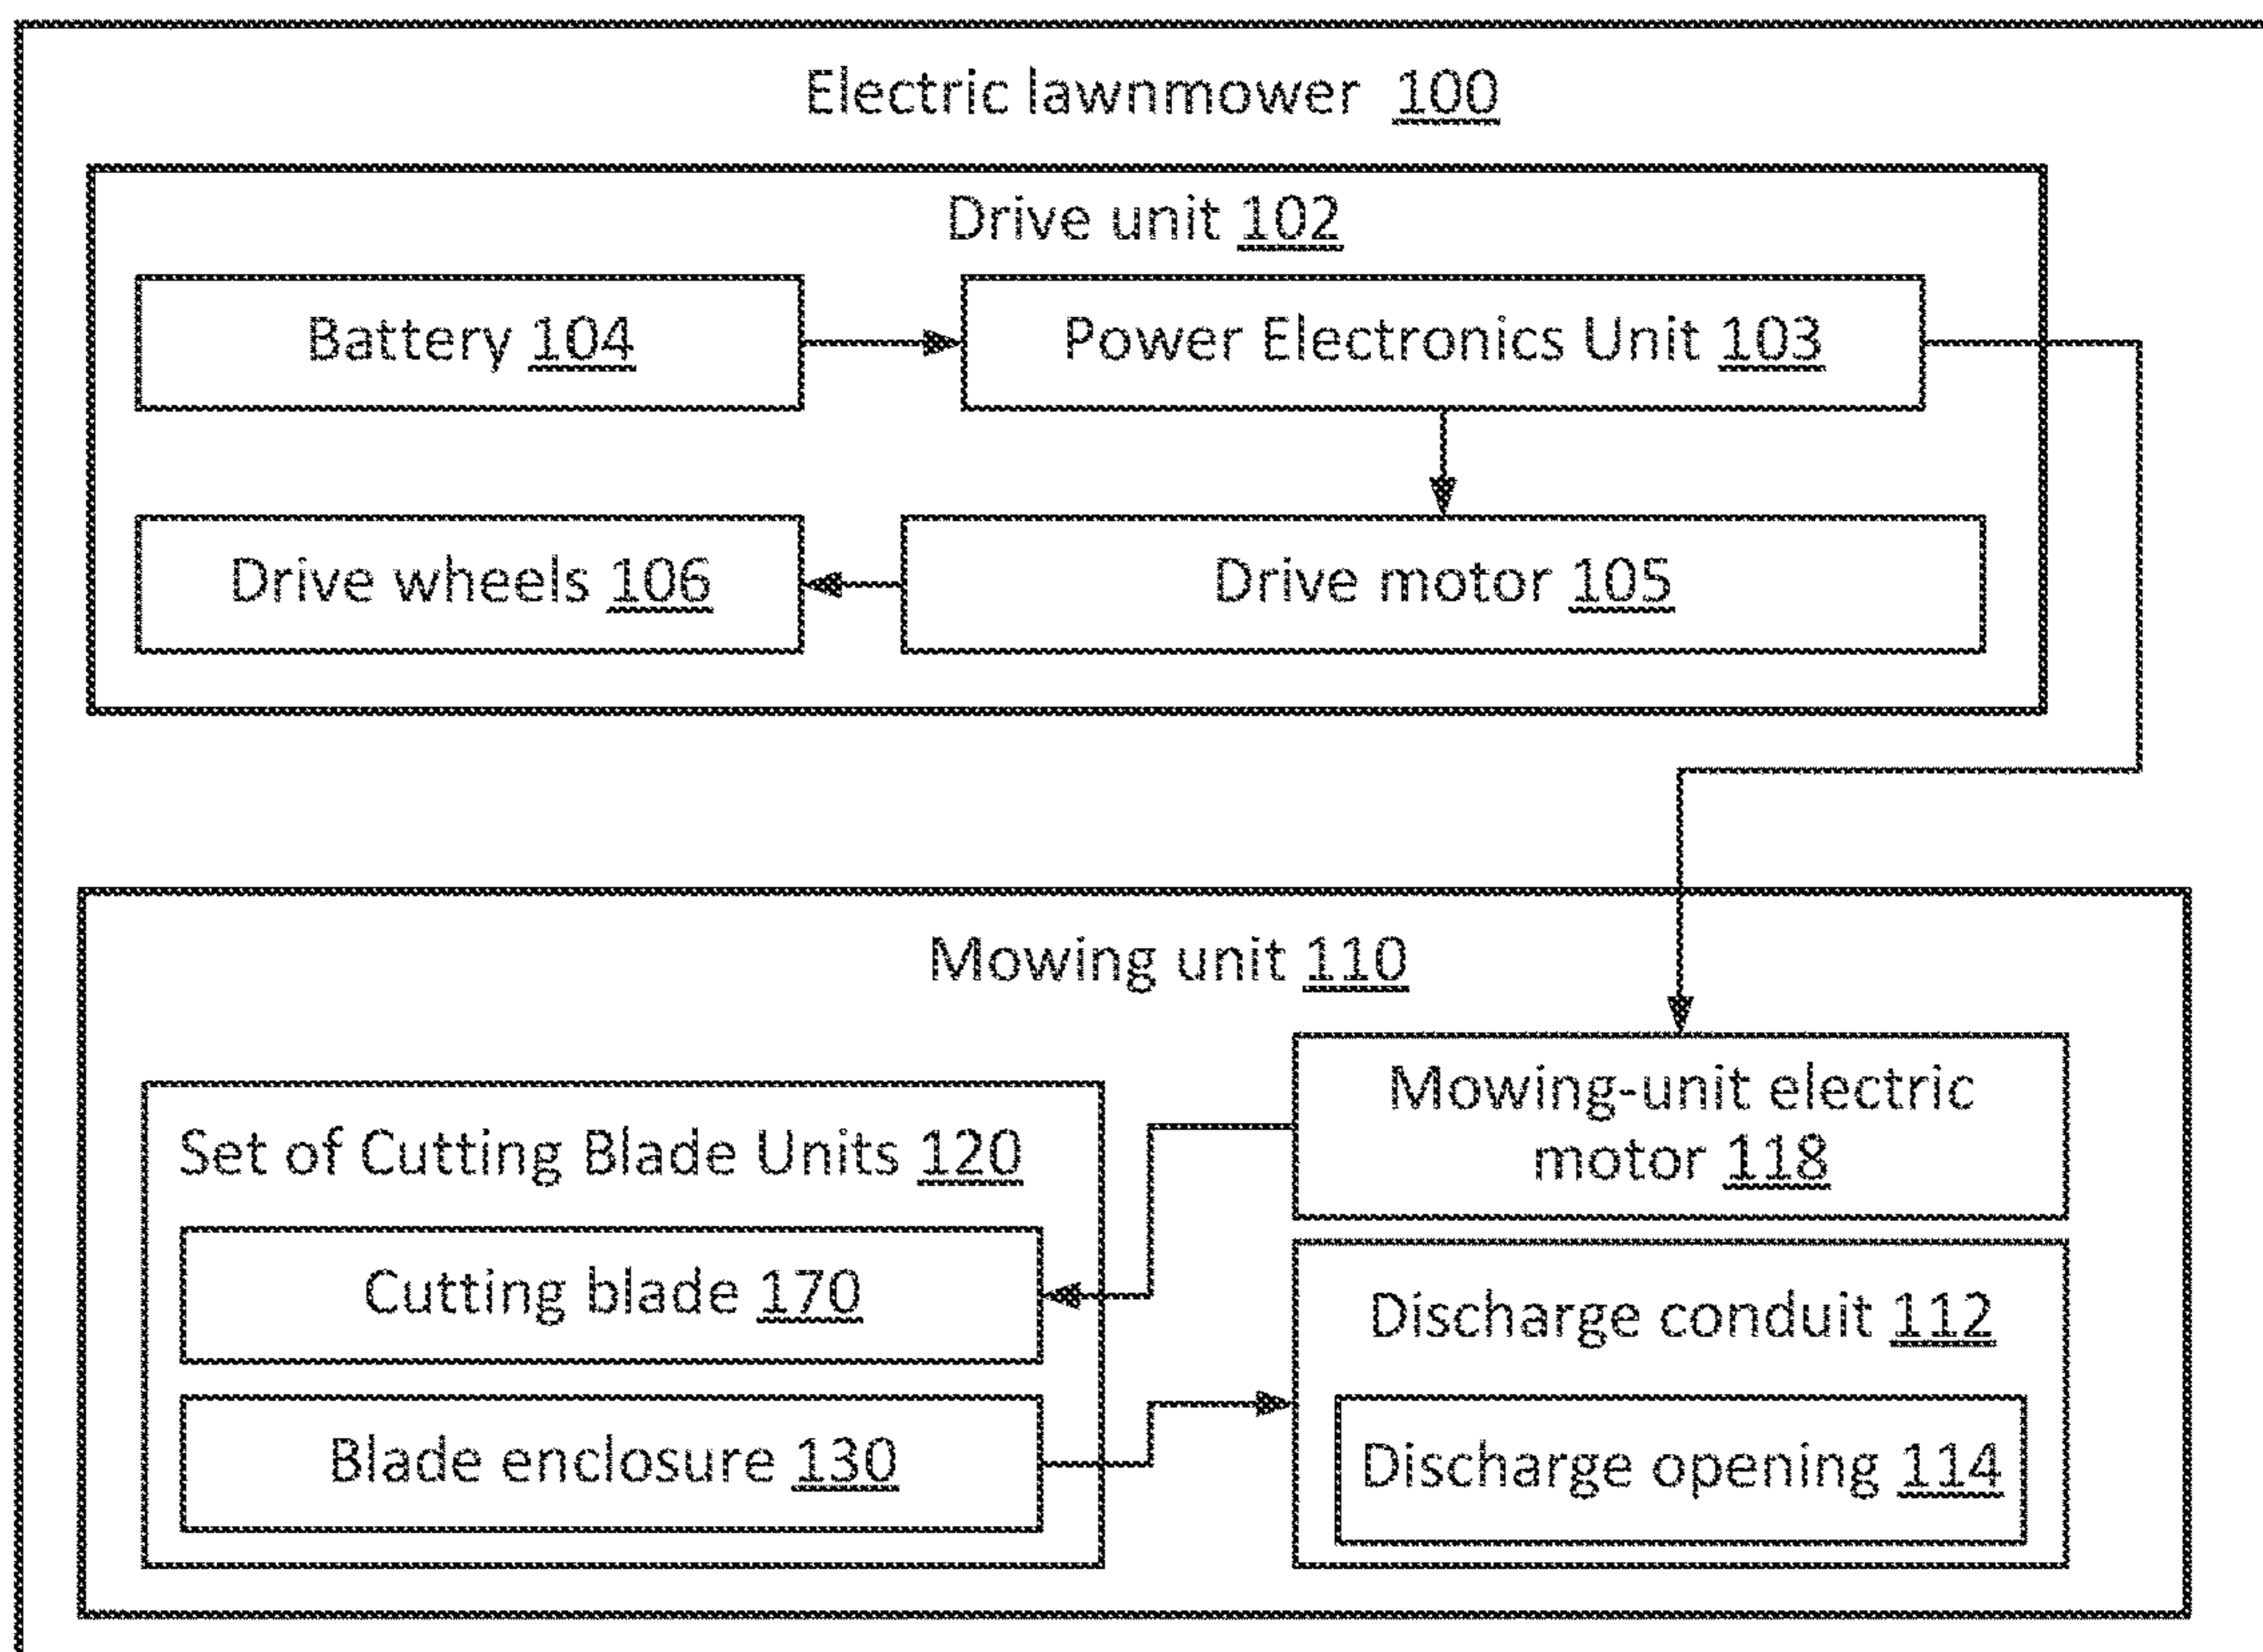 Electric lawnmower 100
Drive unit 102
Battery 104
Power Electronics Unit 103
Drive wheels 106
Drive motor 105
Mowing unit 110
Mowing-unit electric
motor 118
Set of Cutting Blade Units 120
Cutting blade 170
Discharge conduit 112
Blade enclosure 130
Discharge opening 114